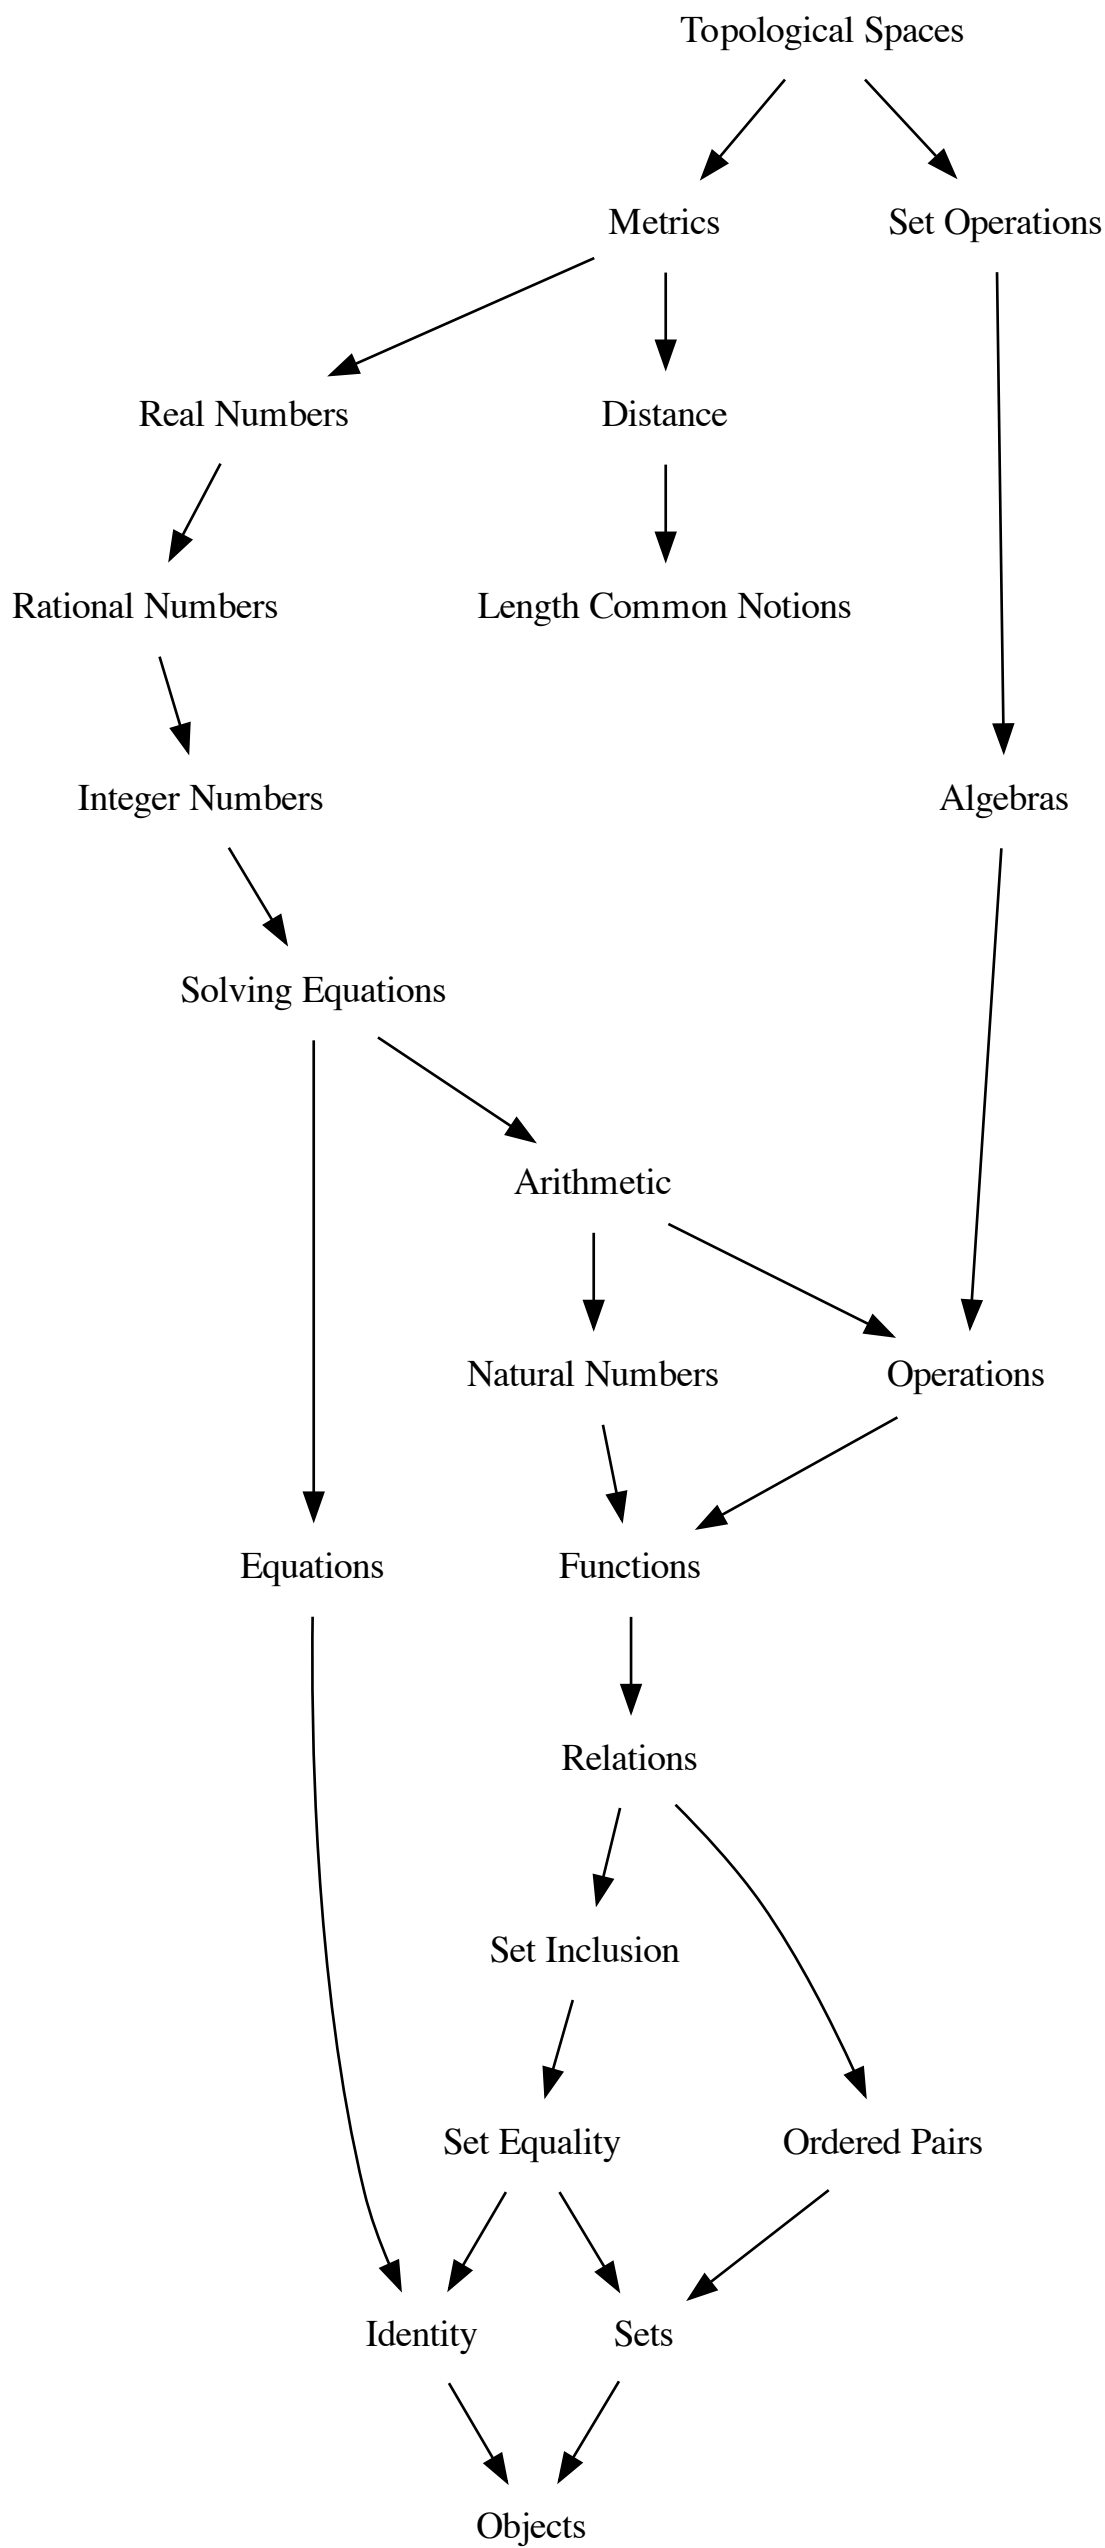 Topological Spaces
Metrics
Set Operations
Real Numbers
Distance
Rational Numbers
Length Common Notions
Integer Numbers
Algebras
Solving Equations
Arithmetic
Natural Numbers
Operations
Equations
Functions
Relations
Set Inclusion
Set Equality
Ordered Pairs
Identity
Sets
Objects